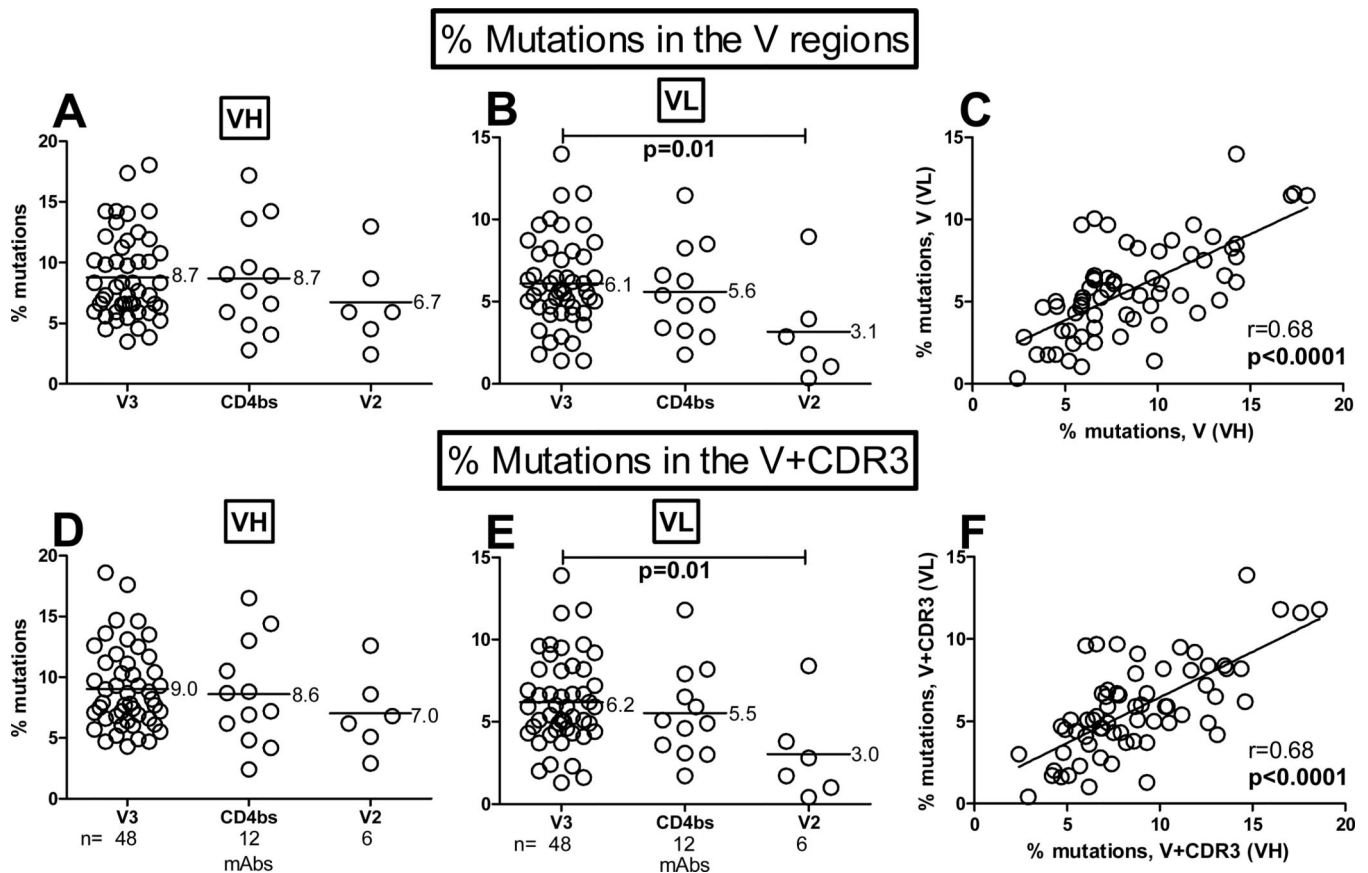 % Mutations in the V regions
A
VH
% mutations
20
15
10
5
0
8.7
8.7
6.7
V3
CD4bs
V2
B
VL
p=0.01
% mutations
15
10
5
0
6.1
5.6
3.1
V3
CD4bs
V2
C
% mutations, V (VL)
15
10
5
0
r=0.68
p<0.0001
0
5
10
15
20
% mutations, V (VH)
% Mutations in the V+CDR3
D
VH
% mutations
20
15
10
5
0
9.0
8.6
7.0
V3
CD4bs
V2
n= 48
12
6
mAbs
E
VL
p=0.01
% mutations
15
10
5
0
6.2
5.5
3.0
V3
CD4bs
V2
n= 48
12
6
mAbs
F
% mutations, V+CDR3 (VL)
15
10
5
0
r=0.68
p<0.0001
0
5
10
15
20
% mutations, V+CDR3 (VH)